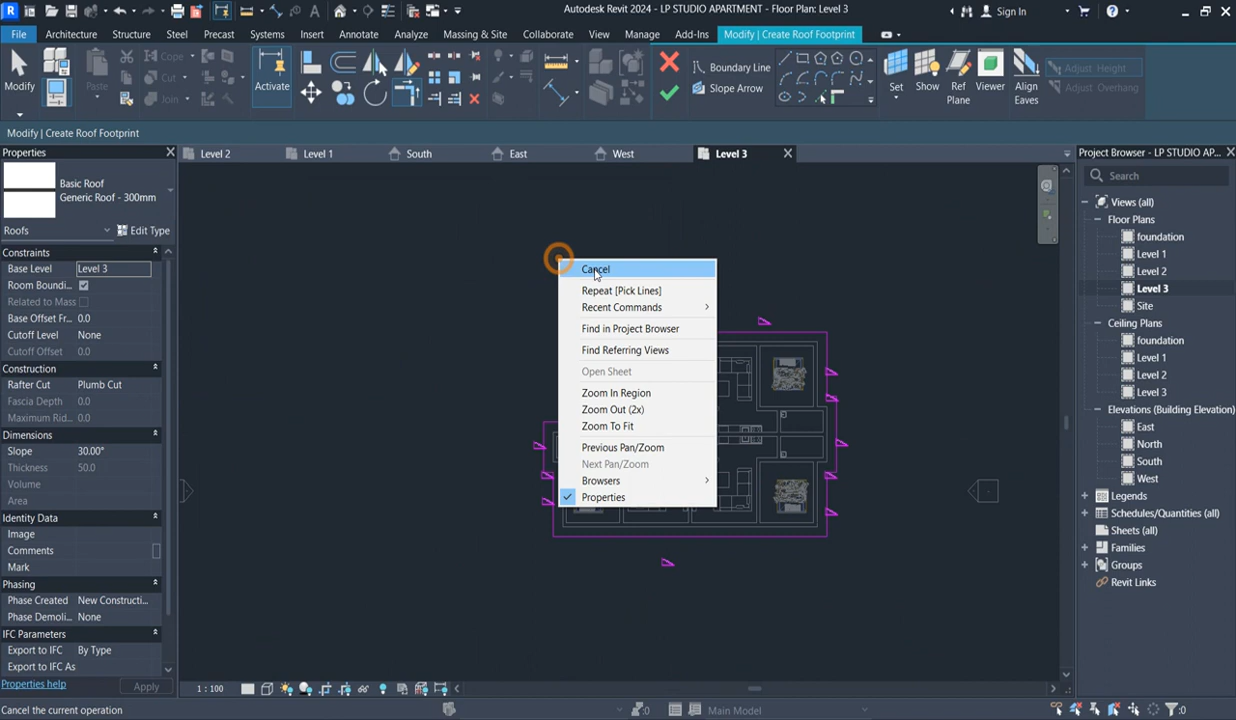 Autodesk Revit 2024 - LP STUDIO APARTMENT - Floor Plan: Level 3
Sign In
File
Architecture
Structure
Steel
Precast
Systems
Insert
Annotate
Analyze
Massing & Site
Collaborate
View
Manage
Add-Ins
Modify | Create Roof Footprint
Modify
Paste
Cope
Cut
Join
Activate
Boundary Line
Slope Arrow
Set
Show
Ref
Plane
Viewer
Align
Eaves
Adjust Height
Adjust Overhang
Modify | Create Roof Footprint
Properties
Level 2
Level 1
South
East
West
Level 3
Project Browser - LP STUDIO AP...
Basic Roof
Generic Roof - 300mm
Roofs
Edit Type
Constraints
Base Level Level 3
Room Boundi...
Related to Mass
Base Offset Fr... 0.0
Cutoff Level None
Cutoff Offset 0.0
Construction
Rafter Cut Plumb Cut
Fascia Depth 0.0
Maximum Rid... 0.0
Dimensions
Slope 30.00°
Thickness 50.0
Volume
Area
Identity Data
Image
Comments
Mark
Phasing
Phase Created New Constructi...
Phase Demoli... None
IFC Parameters
Export to IFC By Type
Export to IFC As
Properties help
Apply
Cancel
Repeat [Pick Lines]
Recent Commands
Find in Project Browser
Find Referring Views
Open Sheet
Zoom In Region
Zoom Out (2x)
Zoom To Fit
Previous Pan/Zoom
Next Pan/Zoom
Browsers
Properties
Search
Views (all)
Floor Plans
foundation
Level 1
Level 2
Level 3
Site
Ceiling Plans
foundation
Level 1
Level 2
Level 3
Elevations (Building Elevation)
East
North
South
West
Legends
Schedules/Quantities (all)
Sheets (all)
Families
Groups
Revit Links
1 : 100
Cancel the current operation
:0
Main Model
:0